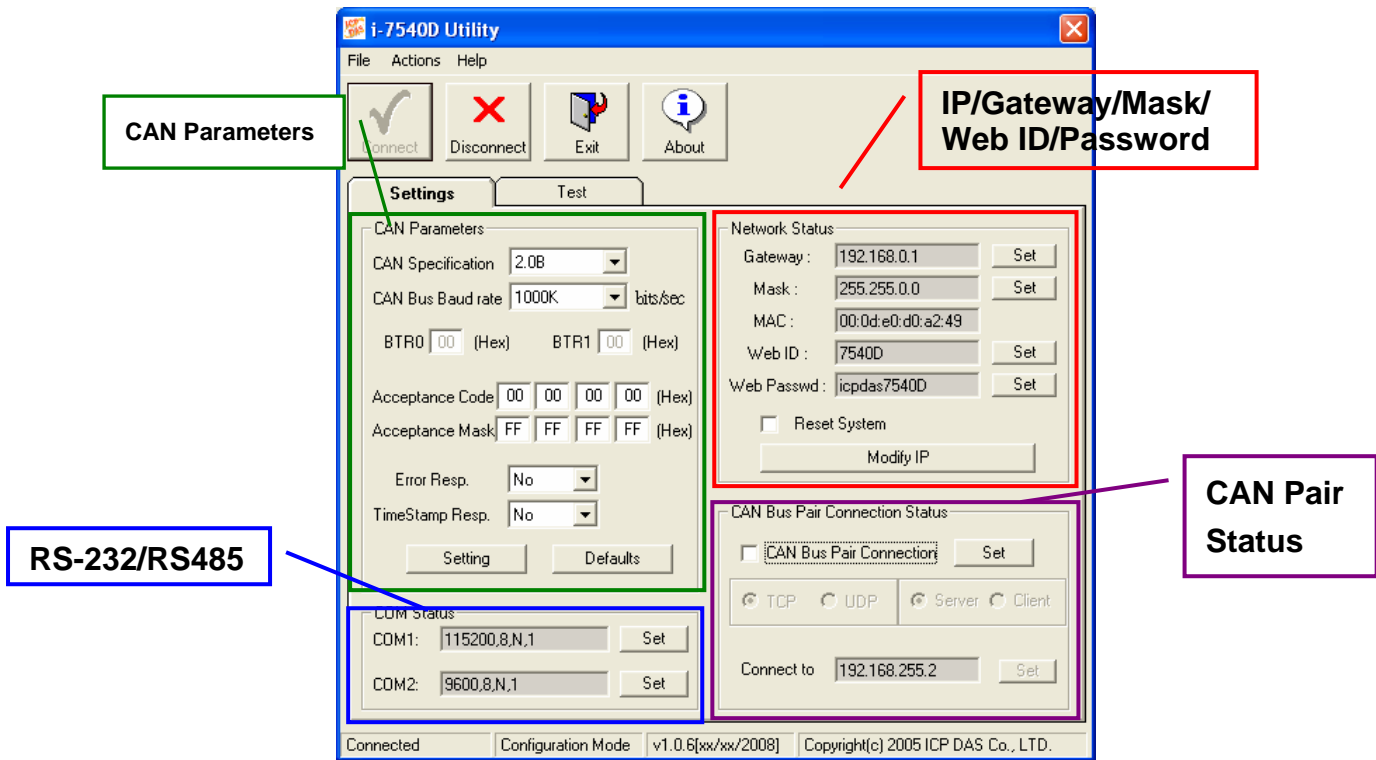 ICP DAS
i-7540D Utility
File Actions Help
Connect
Disconnect
Exit
About
CAN Parameters
IP/Gateway/Mask/
Web ID/Password
Settings
Test
CAN Parameters
CAN Specification 2.0B
CAN Bus Baud rate 1000K bits/sec
BTR0 00 (Hex) BTR1 00 (Hex)
Acceptance Code 00 00 00 00 (Hex)
Acceptance Mask FF FF FF FF (Hex)
Error Resp. No
TimeStamp Resp. No
Setting Defaults
Network Status
Gateway : 192.168.0.1 Set
Mask : 255.255.0.0 Set
MAC : 00:0d:e0:d0:a2:49
Web ID : 7540D Set
Web Passwd : icpdas7540D Set
Reset System
Modify IP
RS-232/RS485
COM Status
COM1: 115200,8,N,1 Set
COM2: 9600,8,N,1 Set
CAN Bus Pair Connection Status
CAN Bus Pair Connection Set
TCP UDP Server Client
Connect to 192.168.255.2 Set
CAN Pair
Status
Connected Configuration Mode v1.0.6[xx/xx/2008] Copyright(c) 2005 ICP DAS Co., LTD.